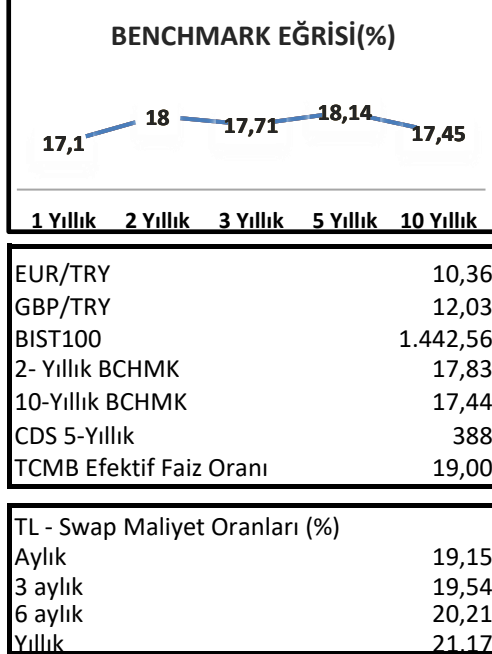 BENCHMARK EĞRİSİ(%)
17,1 18 17,71 18,14 17,45
1 Yıllık 2 Yıllık 3 Yıllık 5 Yıllık 10 Yıllık
EUR/TRY 10,36
GBP/TRY 12,03
BIST100 1.442,56
2- Yıllık BCHMK 17,83
10-Yıllık BCHMK 17,44
CDS 5-Yıllık 388
TCMB Efektif Faiz Oranı 19,00
TL - Swap Maliyet Oranları (%)
Aylık 19,15
3 aylık 19,54
6 aylık 20,21
Yıllık 21,17